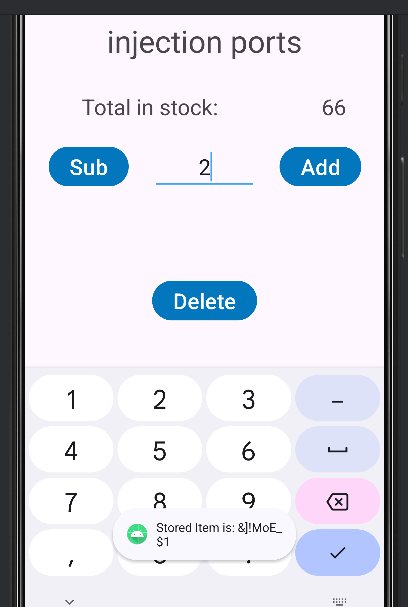 injection ports
Total in stock: 66
Sub 2 Add
Delete
1 2 3 –
4 5 6
7 8 9
Stored Item is: &]!MoE_
$1
,